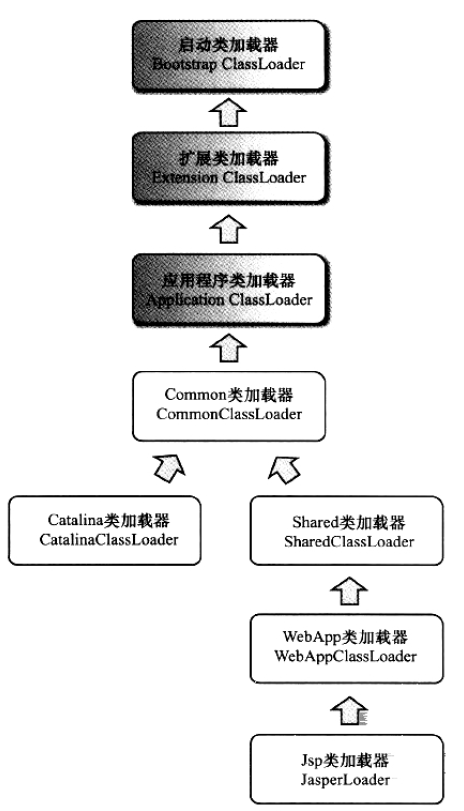 启动类加载器
Bootstrap ClassLoader
扩展类加载器
Extension ClassLoader
应用程序类加载器
Application ClassLoader
Common类加载器
CommonClassLoader
Catalina类加载器
CatalinaClassLoader
Shared类加载器
SharedClassLoader
WebApp类加载器
WebAppClassLoader
Jsp类加载器
JasperLoader